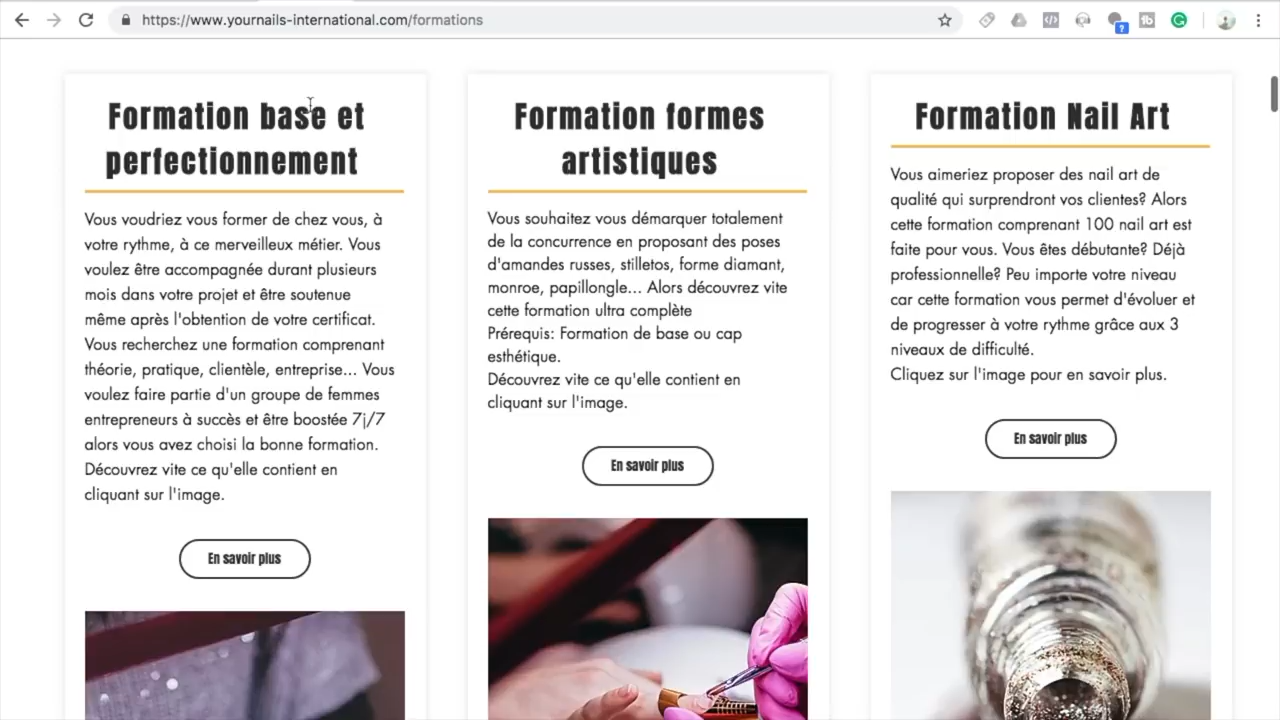 https://www.yournails-international.com/formations
Formation base et
perfectionnement
Vous voudriez vous former de chez vous, à
votre rythme, à ce merveilleux métier. Vous
voulez être accompagnée durant plusieurs
mois dans votre projet et être soutenue
même après l'obtention de votre certificat.
Vous recherchez une formation comprenant
théorie, pratique, clientèle, entreprise... Vous
voulez faire partie d'un groupe de femmes
entrepreneurs à succès et être boostée 7j/7
alors vous avez choisi la bonne formation.
Découvrez vite ce qu'elle contient en
cliquant sur l'image.
En savoir plus
Formation formes
artistiques
Vous souhaitez vous démarquer totalement
de la concurrence en proposant des poses
d'amandes russes, stilletos, forme diamant,
monroe, papillongle... Alors découvrez vite
cette formation ultra complète
Prérequis: Formation de base ou cap
esthétique.
Découvrez vite ce qu'elle contient en
cliquant sur l'image.
En savoir plus
Formation Nail Art
Vous aimeriez proposer des nail art de
qualité qui surprendront vos clientes? Alors
cette formation comprenant 100 nail art est
faite pour vous. Vous êtes débutante? Déjà
professionnelle? Peu importe votre niveau
car cette formation vous permet d'évoluer et
de progresser à votre rythme grâce aux 3
niveaux de difficulté.
Cliquez sur l'image pour en savoir plus.
En savoir plus